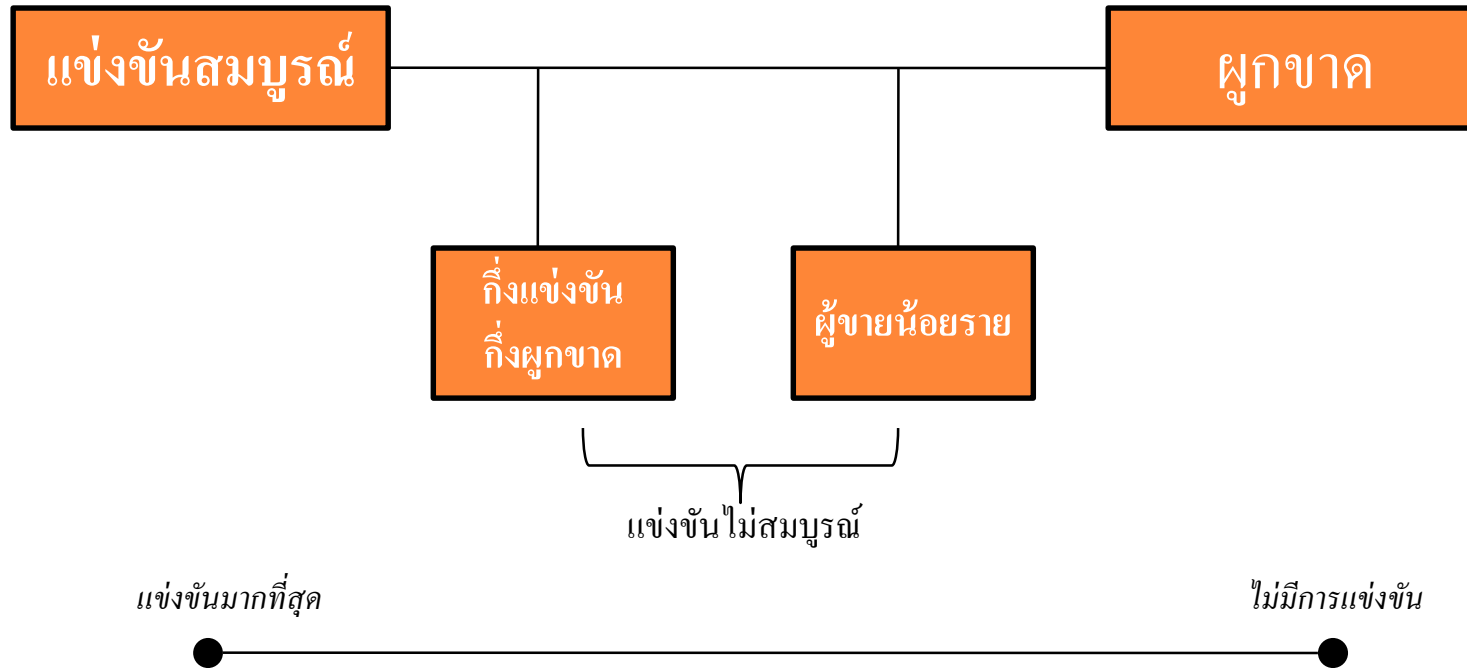 แข่งขันสมบูรณ์
ผูกขาด
กึ่งแข่งขัน
กึ่งผูกขาด
ผู้ขายน้อยราย
แข่งขันไม่สมบูรณ์
แข่งขันมากที่สุด
ไม่มีการแข่งขัน